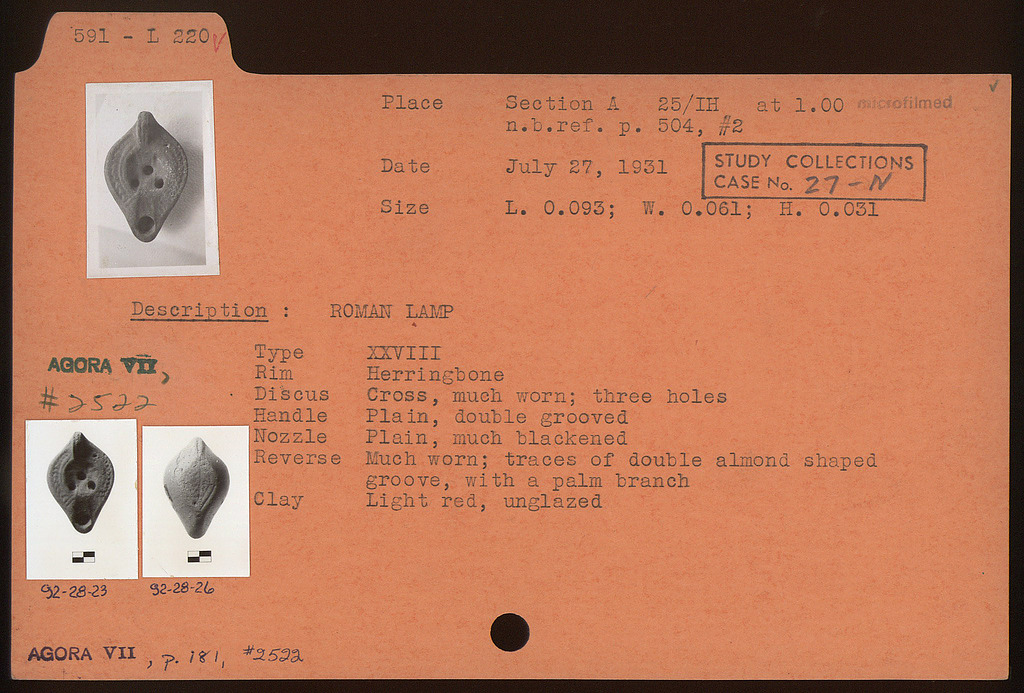 591 - L 220 ✓
Place Section A 25/IH at 1.00 microfilmed
n.b.ref. p. 504, #2
Date July 27, 1931
STUDY COLLECTIONS
CASE No. 27-N
Size L. 0.093; W. 0.061; H. 0.031
Description : ROMAN LAMP
AGORA VII,
#2522
Type XXVIII
Rim Herringbone
Discus Cross, much worn; three holes
Handle Plain, double grooved
Nozzle Plain, much blackened
Reverse Much worn; traces of double almond shaped
groove, with a palm branch
Clay Light red, unglazed
92-28-23 92-28-26
AGORA VII, p. 181, #2522